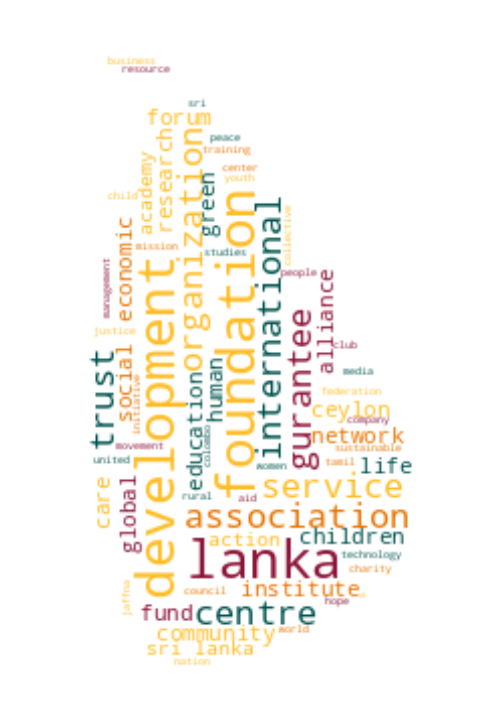 business
resource
sri
forum
peace
training
research
organization
academy
center
youth
green
child
foundation
international
collective
economic
mission
studies
management
development
people
alliance
gurantee
justice
club
trust
social
human
media
education
initiative
federation
ceylon
company
colombo
network
movement
sustainable
united
women
tamil
life
care
global
rural
aid
service
association
action
children
lanka
technology
charity
jaffna
council
institute
hope
fund
centre
community
world
sri lanka
nation